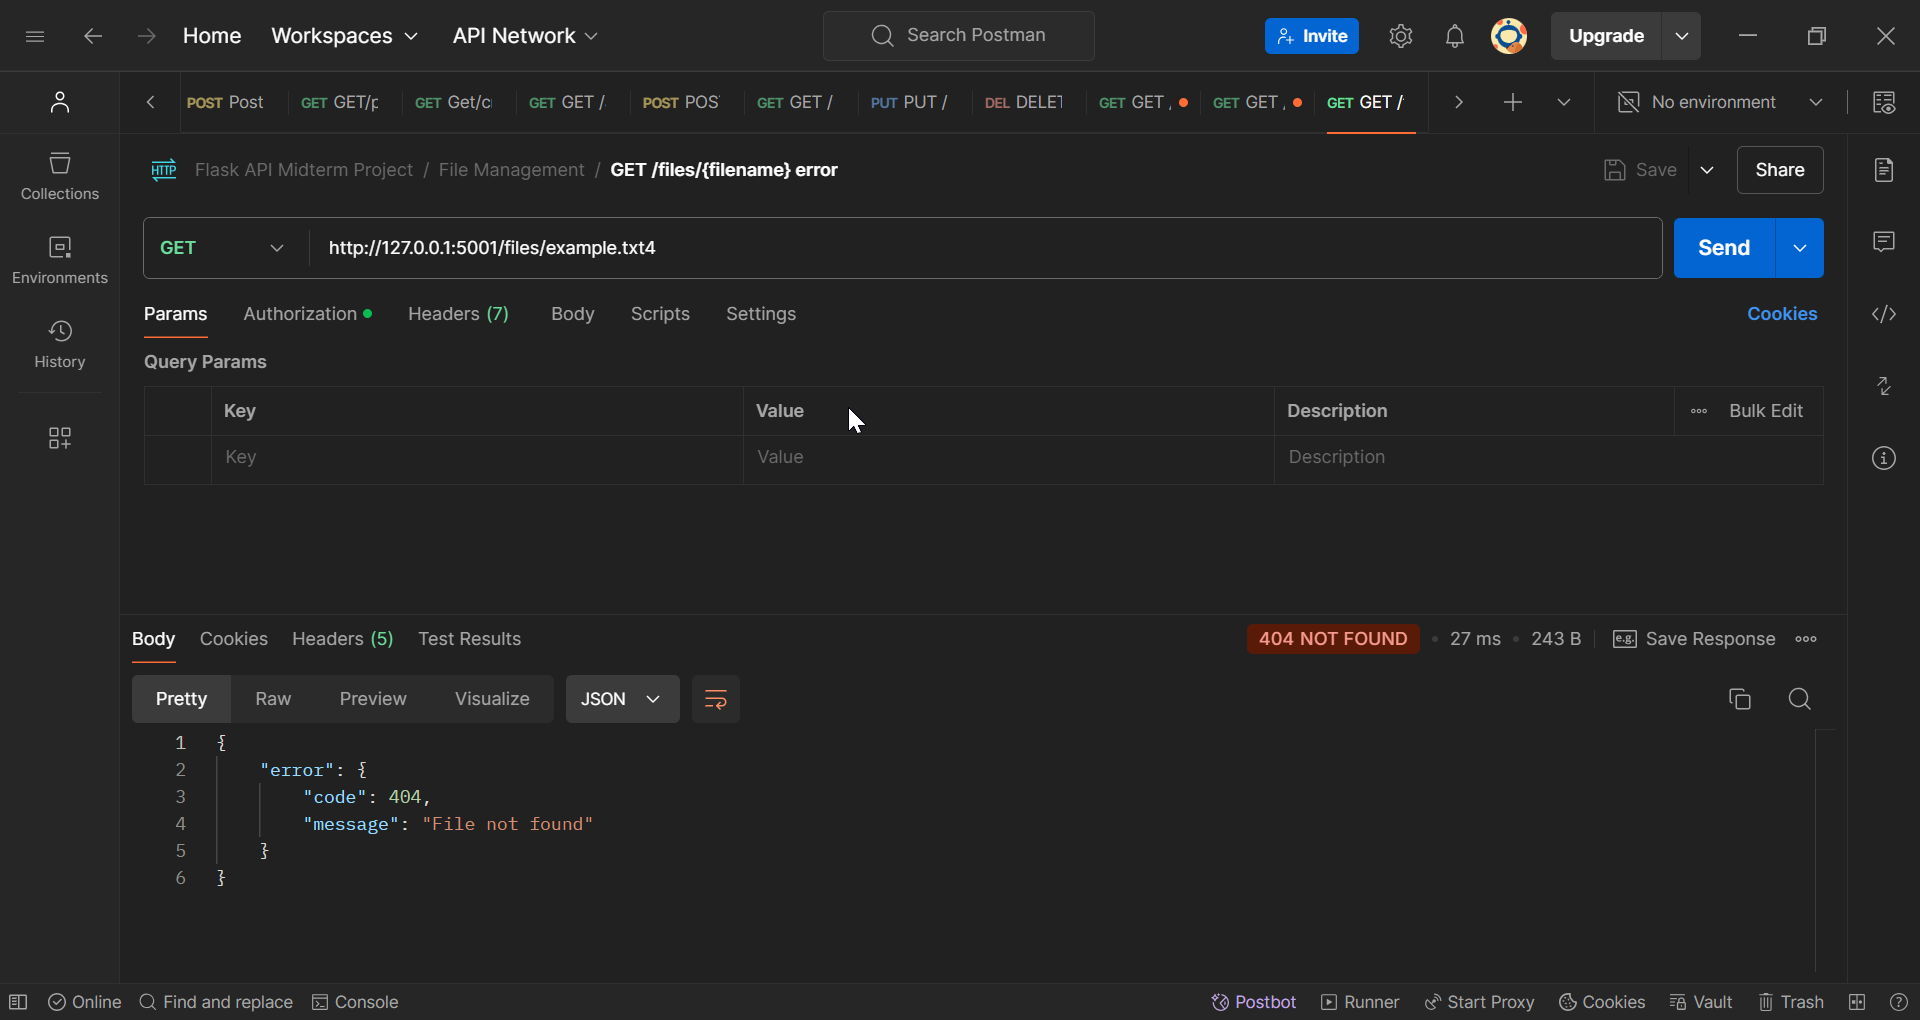 Home Workspaces API Network Search Postman Invite Upgrade
POST Post GET GET/p GET Get/c GET GET / POST POS GET GET / PUT PUT / DEL DELET GET GET GET GET GET GET / No environment
HTTP Flask API Midterm Project / File Management / GET /files/{filename} error Save Share
Collections
GET http://127.0.0.1:5001/files/example.txt4 Send
Environments
Params Authorization Headers (7) Body Scripts Settings Cookies
History
Query Params
Key Value Description Bulk Edit
Key Value Description
Body Cookies Headers (5) Test Results 404 NOT FOUND 27 ms 243 B e.g. Save Response
Pretty Raw Preview Visualize JSON
1 {
2 "error": {
3 "code": 404,
4 "message": "File not found"
5 }
6 }
Online Find and replace Console Postbot Runner Start Proxy Cookies Vault Trash